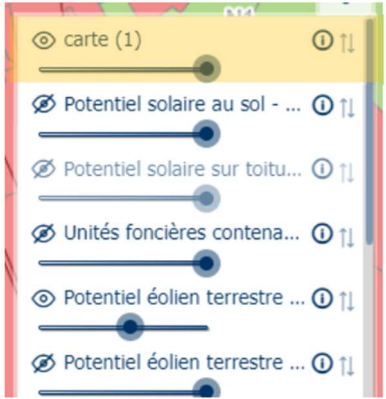 carte (1)
Potentiel solaire au sol - ...
Potentiel solaire sur toitu...
Unités foncières contena...
Potentiel éolien terrestre ...
Potentiel éolien terrestre ...